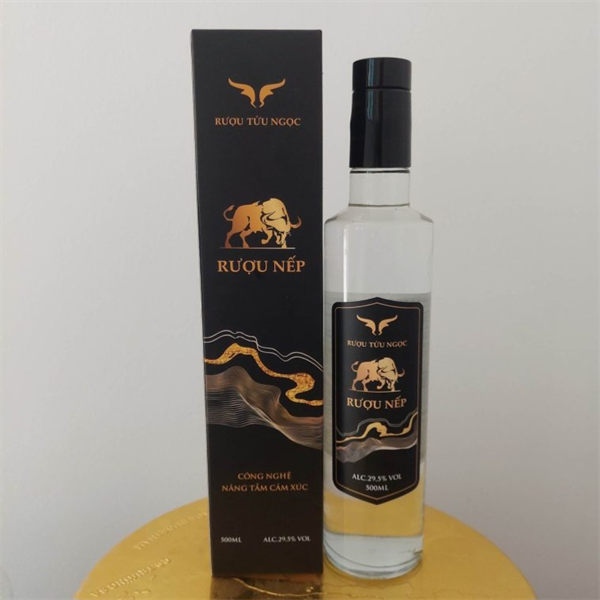 RƯỢU TỬU NGỌC
RƯỢU NẾP
CÔNG NGHỆ
NÂNG TẦM CẢM XÚC
500ML ALC.29,5% VOL
RƯỢU TỬU NGỌC
RƯỢU NẾP
ALC.29,5% VOL
500ML